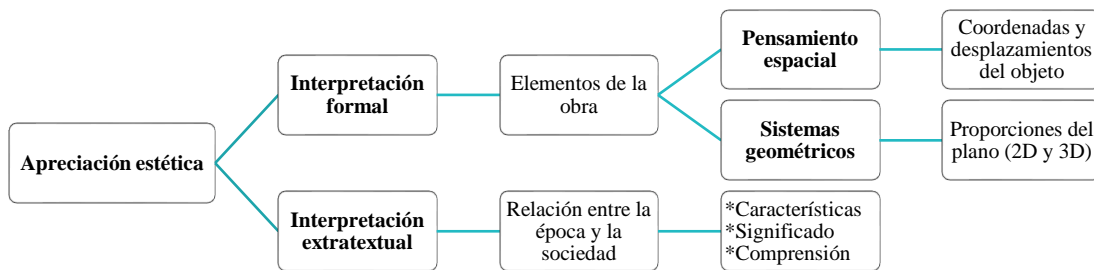 Apreciación estética
Interpretación
formal
Elementos de la
obra
Pensamiento
espacial
Coordenadas y
desplazamientos
del objeto
Sistemas
geométricos
Proporciones del
plano (2D y 3D)
Interpretación
extratextual
Relación entre la
época y la
sociedad
*Características
*Significado
*Comprensión